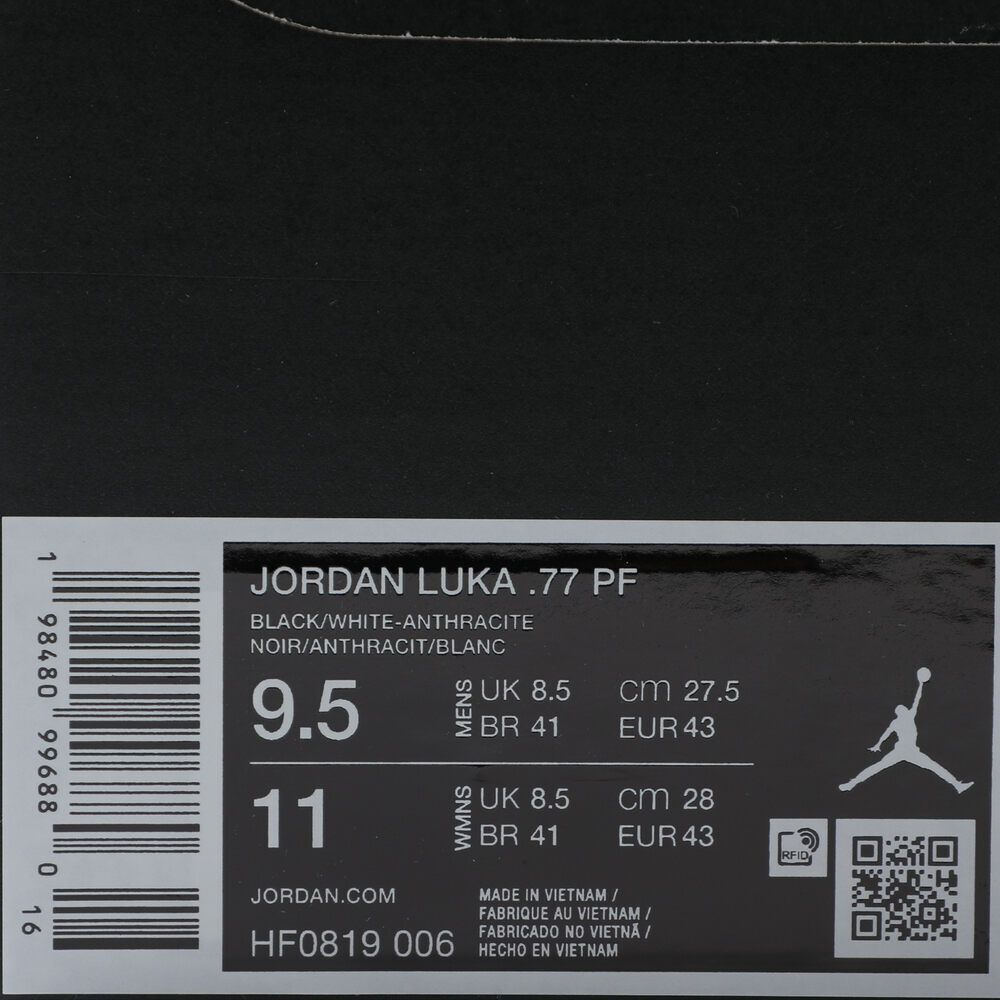 JORDAN LUKA .77 PF
BLACK/WHITE-ANTHRACITE
NOIR/ANTHRACIT/BLANC
9.5 MENS UK 8.5 cm 27.5
BR 41 EUR 43
11 WMNS UK 8.5 cm 28
BR 41 EUR 43
RFID
JORDAN.COM
HF0819 006
MADE IN VIETNAM /
FABRIQUE AU VIETNAM /
FABRICADO NO VIETNÃ /
HECHO EN VIETNAM
1 98480 99688 0 16